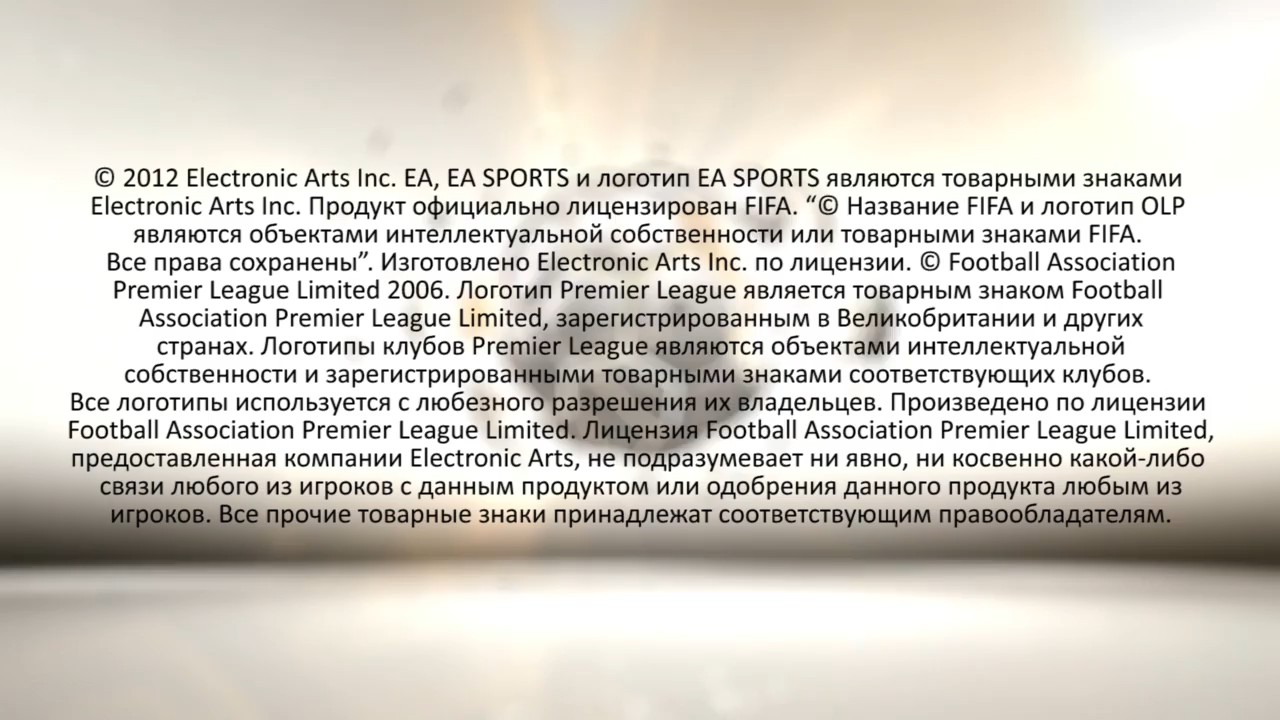 © 2012 Electronic Arts Inc. EA, EA SPORTS и логотип EA SPORTS являются товарными знаками
Electronic Arts Inc. Продукт официально лицензирован FIFA. “© Название FIFA и логотип OLP
являются объектами интеллектуальной собственности или товарными знаками FIFA.
Все права сохранены”. Изготовлено Electronic Arts Inc. по лицензии. © Football Association
Premier League Limited 2006. Логотип Premier League является товарным знаком Football
Association Premier League Limited, зарегистрированным в Великобритании и других
странах. Логотипы клубов Premier League являются объектами интеллектуальной
собственности и зарегистрированными товарными знаками соответствующих клубов.
Все логотипы используется с любезного разрешения их владельцев. Произведено по лицензии
Football Association Premier League Limited. Лицензия Football Association Premier League Limited,
предоставленная компании Electronic Arts, не подразумевает ни явно, ни косвенно какой-либо
связи любого из игроков с данным продуктом или одобрения данного продукта любым из
игроков. Все прочие товарные знаки принадлежат соответствующим правообладателям.